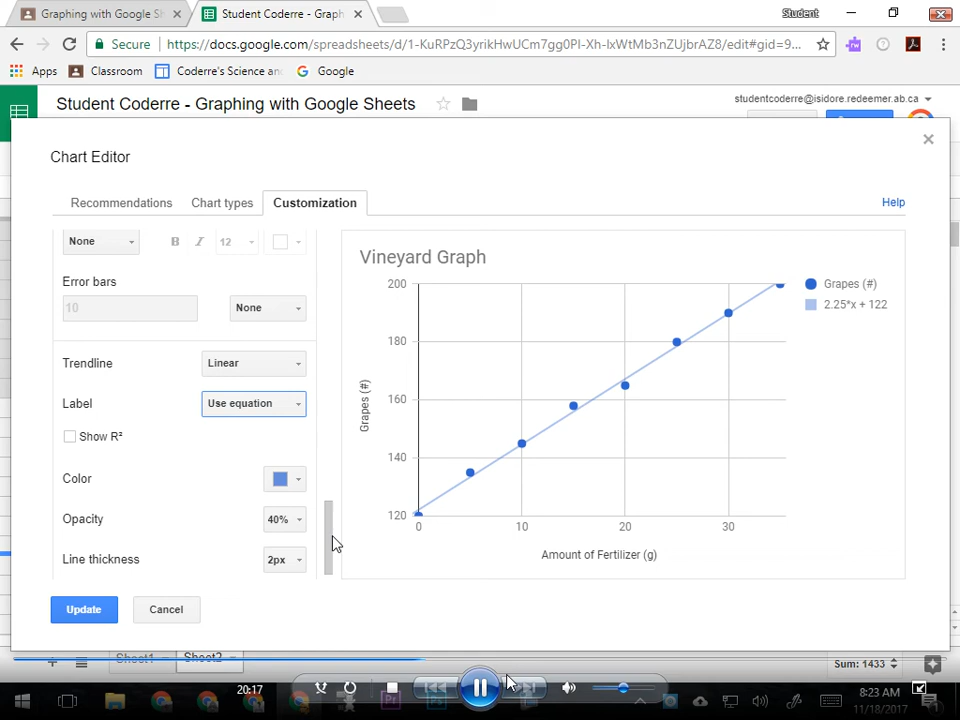 Graphing with Google S
Student Coderre - Graph
Student
Secure
https://docs.google.com/spreadsheets/d/1-KuRPzQ3yrikHwUCm7gg0Pl-Xh-lxWtMb3nZUjbrAZ8/edit#gid=9...
Apps
Classroom
Coderre's Science an
Google
Student Coderre - Graphing with Google Sheets
studentcoderre@isidore.redeemer.ab.ca
Chart Editor
Recommendations
Chart types
Customization
Help
None
B
I
12
Error bars
10
None
Trendline
Linear
Label
Use equation
Show R²
Color
Opacity
40%
Line thickness
2px
Vineyard Graph
200
180
160
140
120
0
10
20
30
Grapes (#)
Amount of Fertilizer (g)
Grapes (#)
2.25*x + 122
Update
Cancel
Sheet1
Sheet2
Sum: 1433
20:17
8:23 AM
11/18/2017